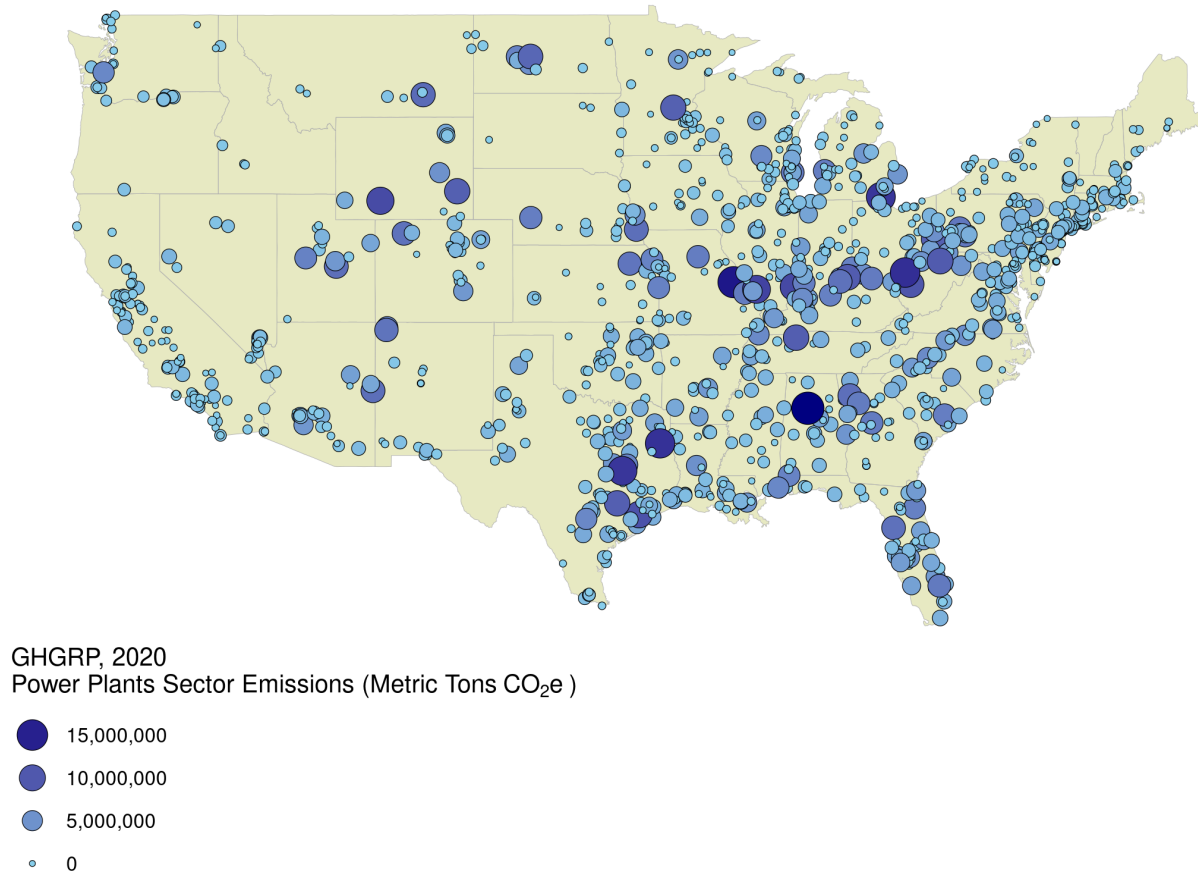 GHGRP, 2020
Power Plants Sector Emissions (Metric Tons CO₂e )
15,000,000
10,000,000
5,000,000
0